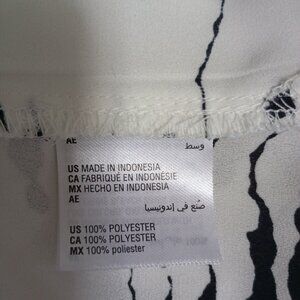 AE
وسط
US MADE IN INDONESIA
CA FABRIQUÉ EN INDONÉSIE
MX HECHO EN INDONESIA
AE
صنع في إندونيسيا
US 100% POLYESTER
CA 100% POLYESTER
MX 100% poliester